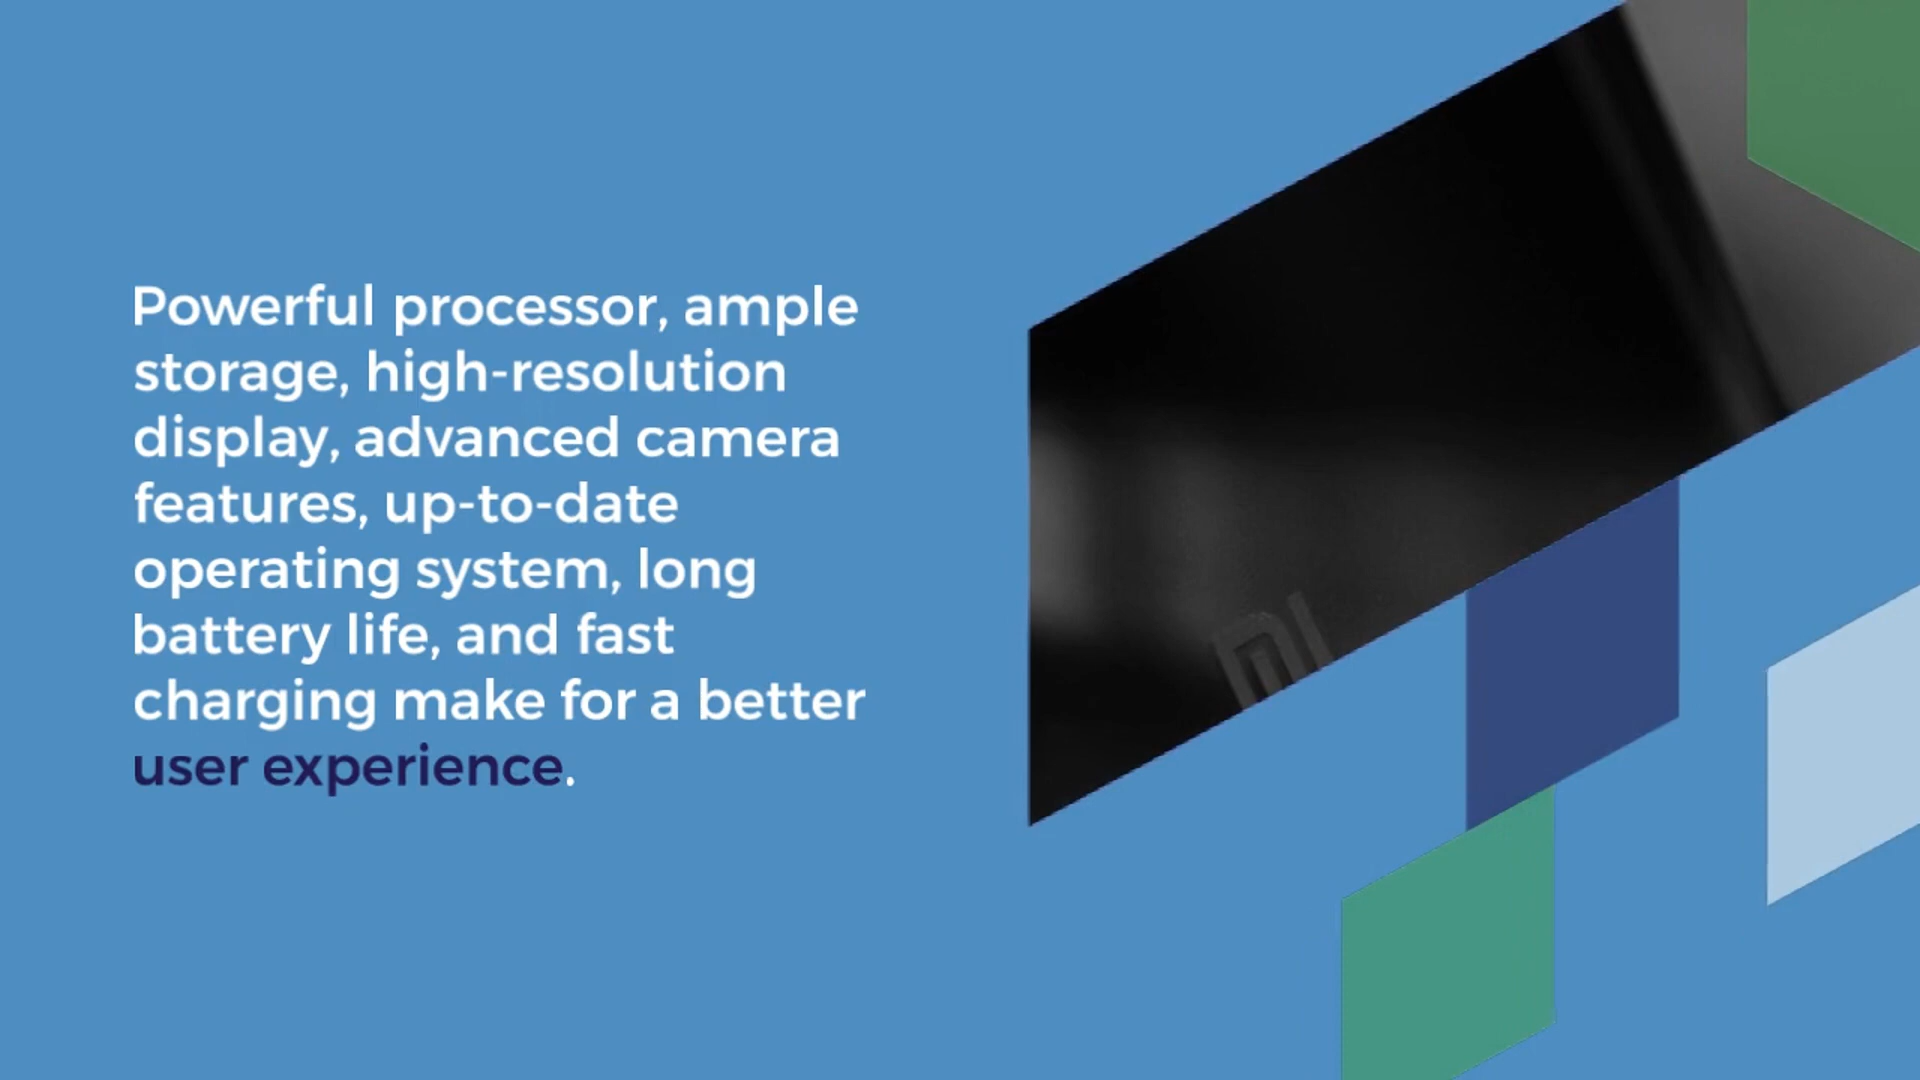 Powerful processor, ample
storage, high-resolution
display, advanced camera
features, up-to-date
operating system, long
battery life, and fast
charging make for a better
user experience.
MI